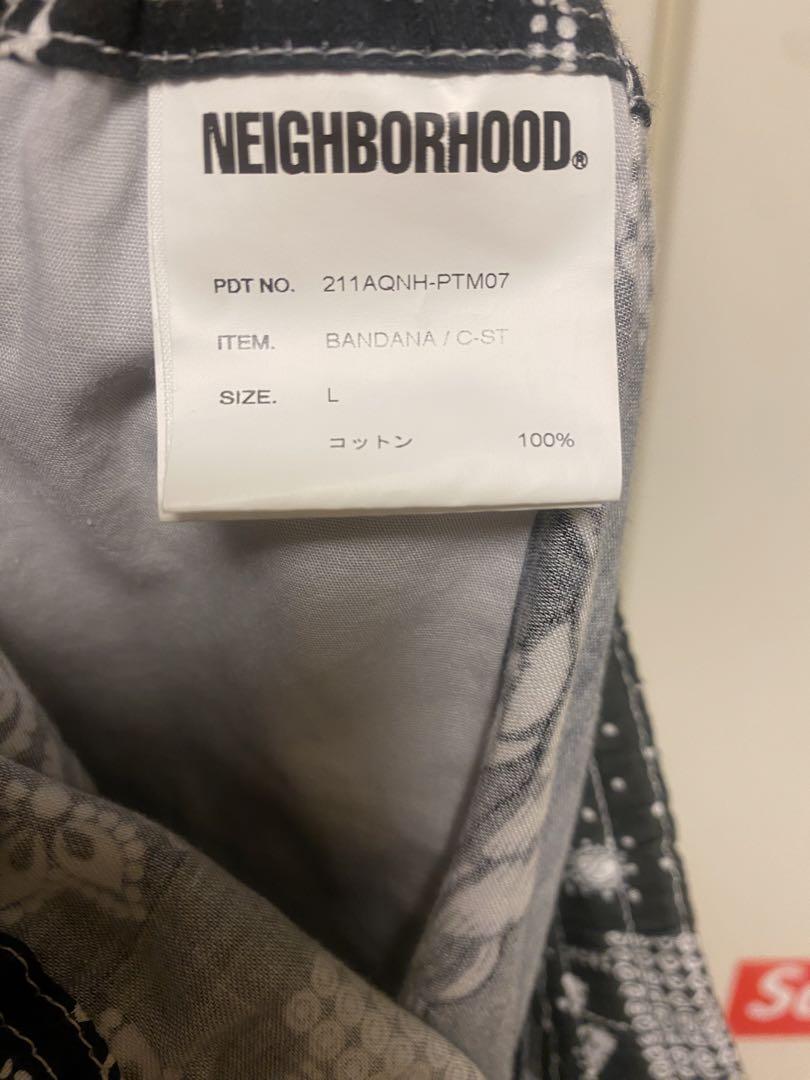 NEIGHBORHOOD®
PDT NO. 211AQNH-PTM07
ITEM. BANDANA / C-ST
SIZE. L
コットン 100%